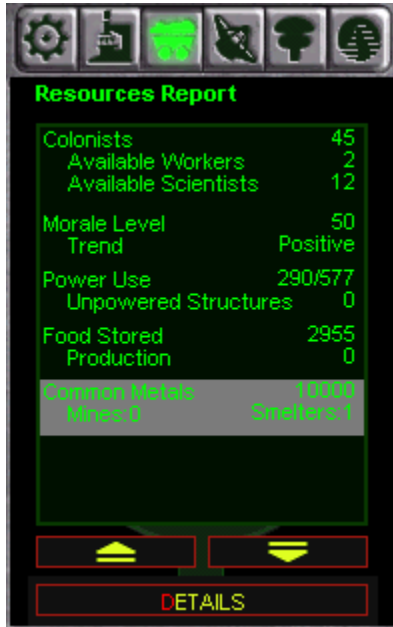 Resources Report
Colonists 45
Available Workers 2
Available Scientists 12
Morale Level 50
Trend Positive
Power Use 290/577
Unpowered Structures 0
Food Stored 2955
Production 0
Common Metals 10000
Mines:0 Smelters:1
DETAILS